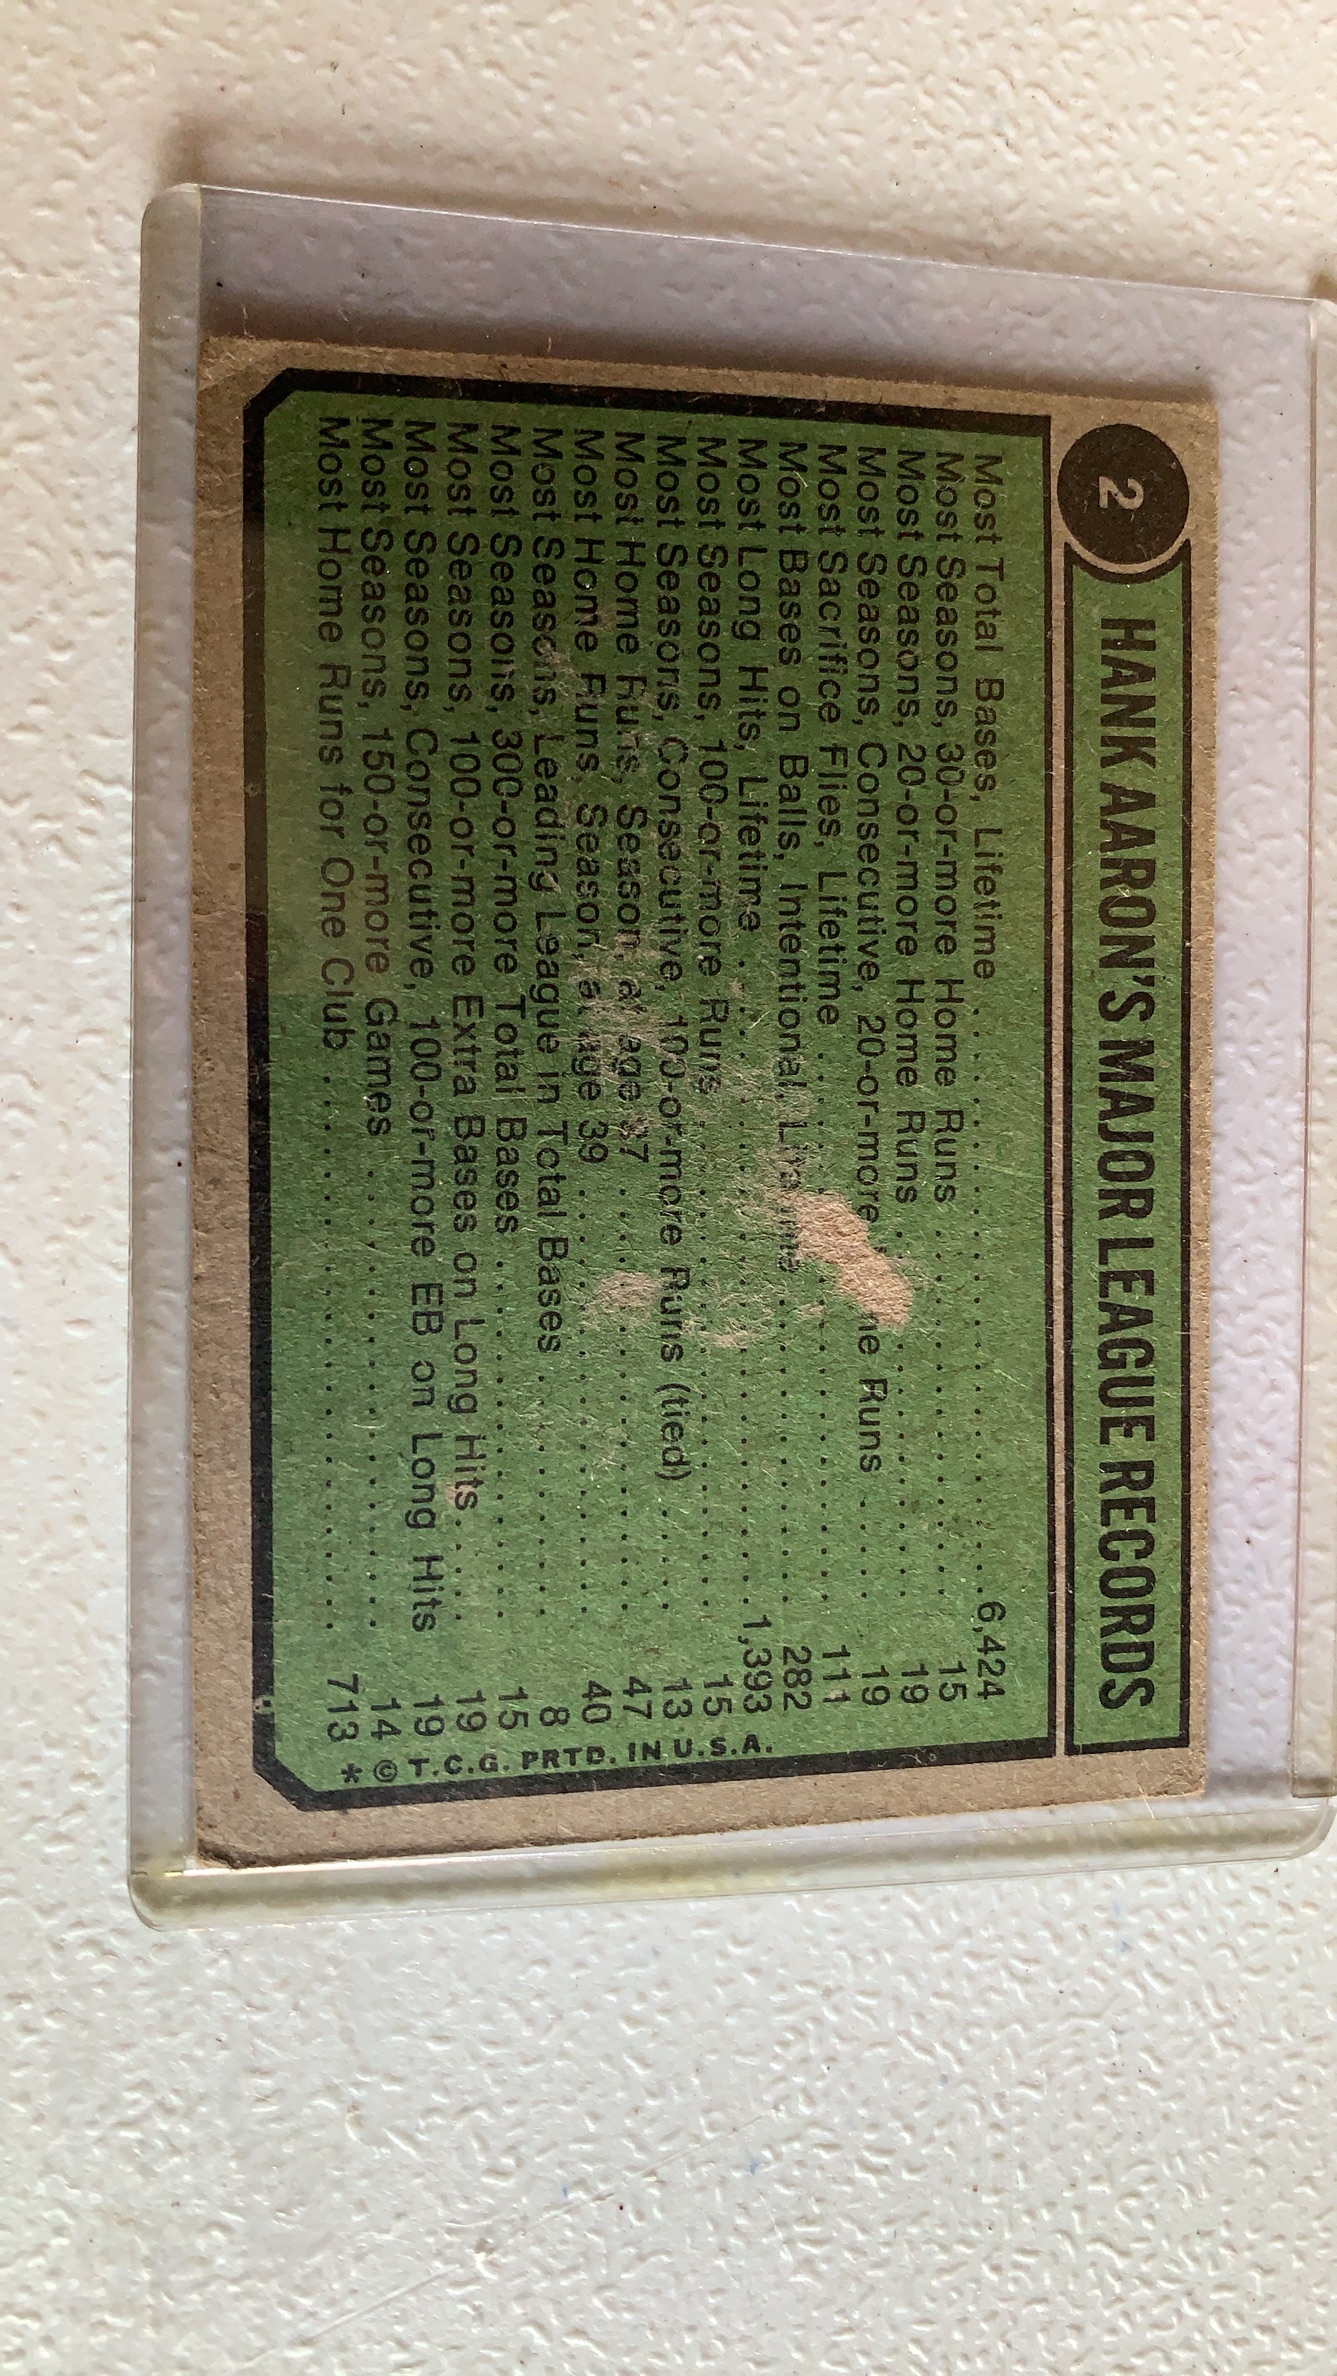 2 HANK AARON'S MAJOR LEAGUE RECORDS
Most Total Bases, Lifetime . . . . . . . . . . . . . . . . . . . 6,424
Most Seasons, 30-or-more Home Runs . . . . . . . . . . . . 15
Most Seasons, 20-or-more Home Runs . . . . . . . . . . . . 19
Most Seasons, Consecutive, 20-or-more Runs . . . . . 19
Most Sacrifice Flies, Lifetime . . . . . . . . . . . . . . . 111
Most Bases on Balls, Intentional, . . . . . . . . . . . 282
Most Long Hits, Lifetime . . . . . . . . . . . . . . . . . . 1,393
Most Seasons, 100-or-more Runs . . . . . . . . . . . . . . . 15
Most Seasons, Consecutive, 100-or-more Runs (tied) . . . . 13
Most Home Runs, Season, at age 37 . . . . . . . . . . . . . 47
Most Home Runs, Season, at age 39 . . . . . . . . . . . . . 40
Most Seasons, Leading League in Total Bases . . . . . . . . 8
Most Seasons, 300-or-more Total Bases . . . . . . . . . . . 15
Most Seasons, 100-or-more Extra Bases on Long Hits . . . . 19
Most Seasons, Consecutive, 100-or-more EB on Long Hits 19
Most Seasons, 150-or-more Games . . . . . . . . . . . . . . 14
Most Home Runs for One Club . . . . . . . . . . . . . . . . 713
* © T.C.G. PRTD. IN U.S.A.